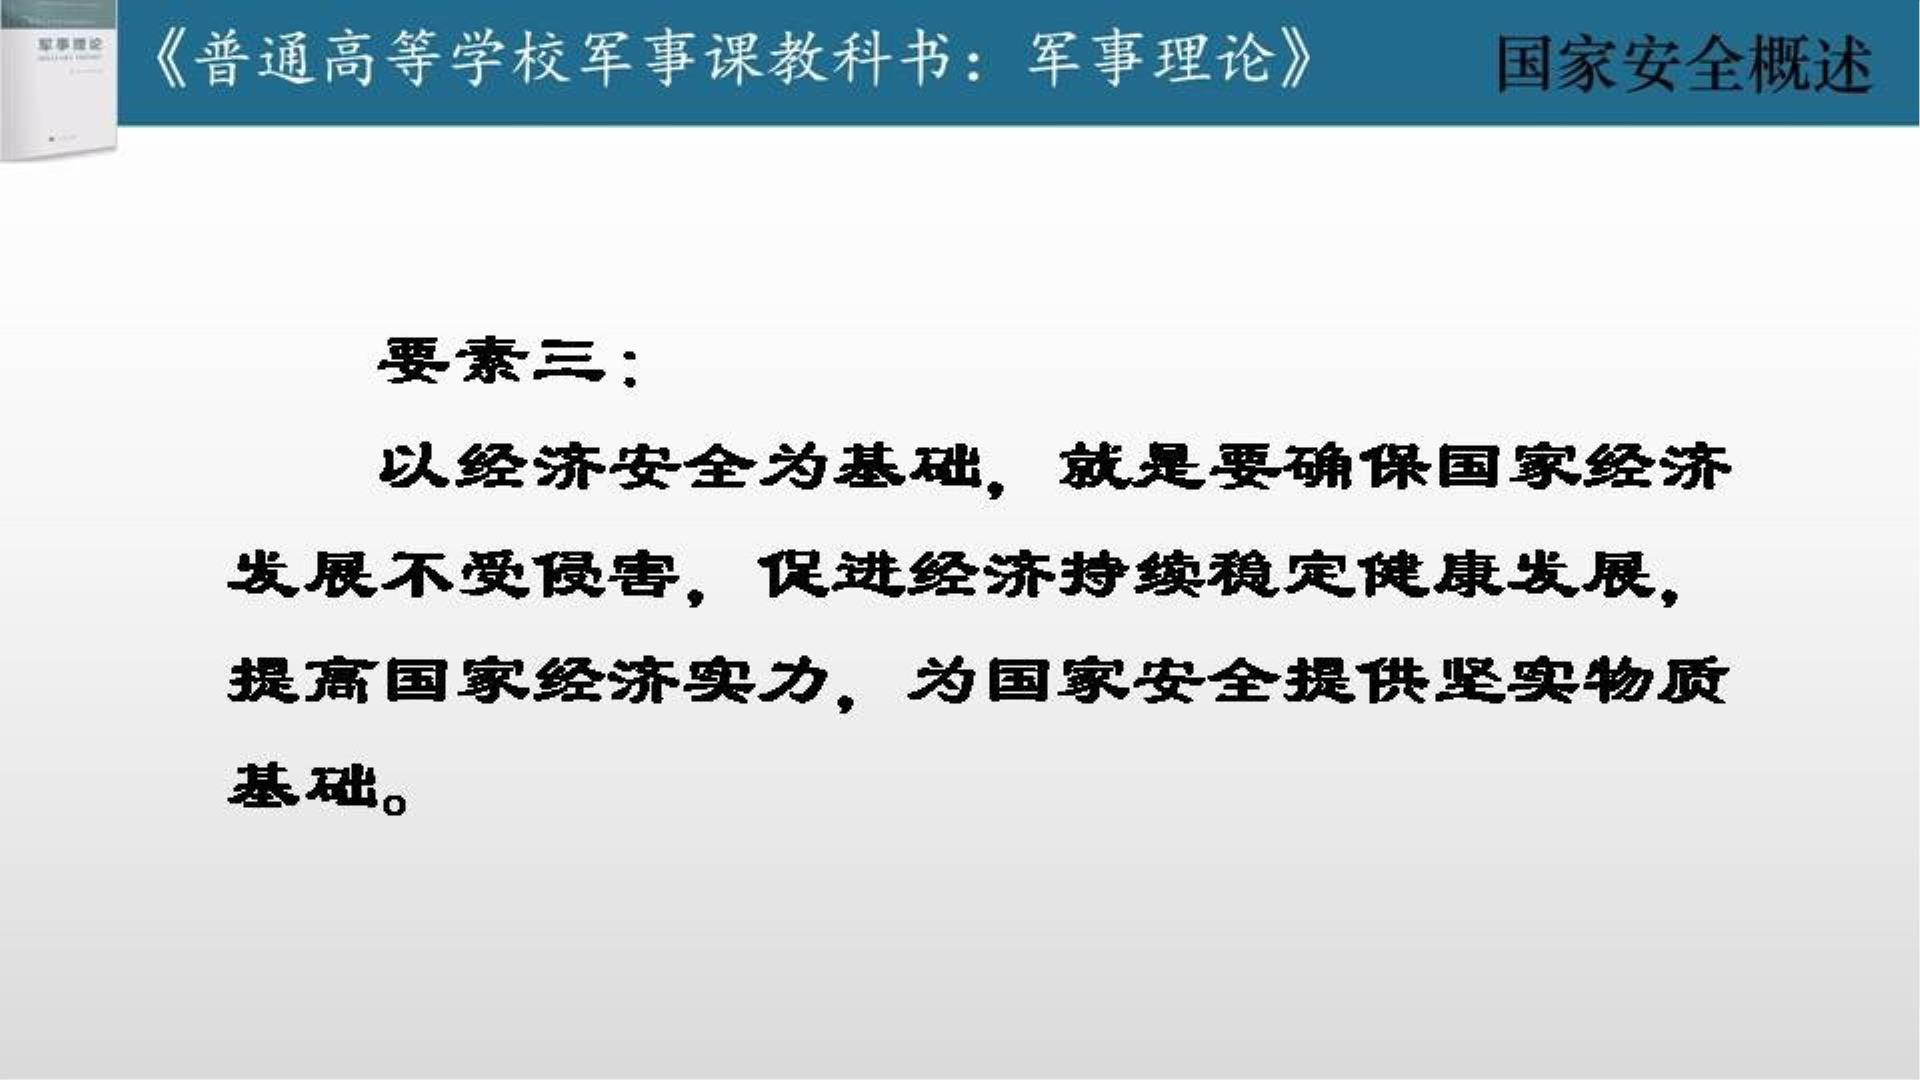 军事理论
《普通高等学校军事课教科书：军事理论》
国家安全概述
要素三：
以经济安全为基础，就是要确保国家经济
发展不受侵害，促进经济持续稳定健康发展，
提高国家经济实力，为国家安全提供坚实物质
基础。